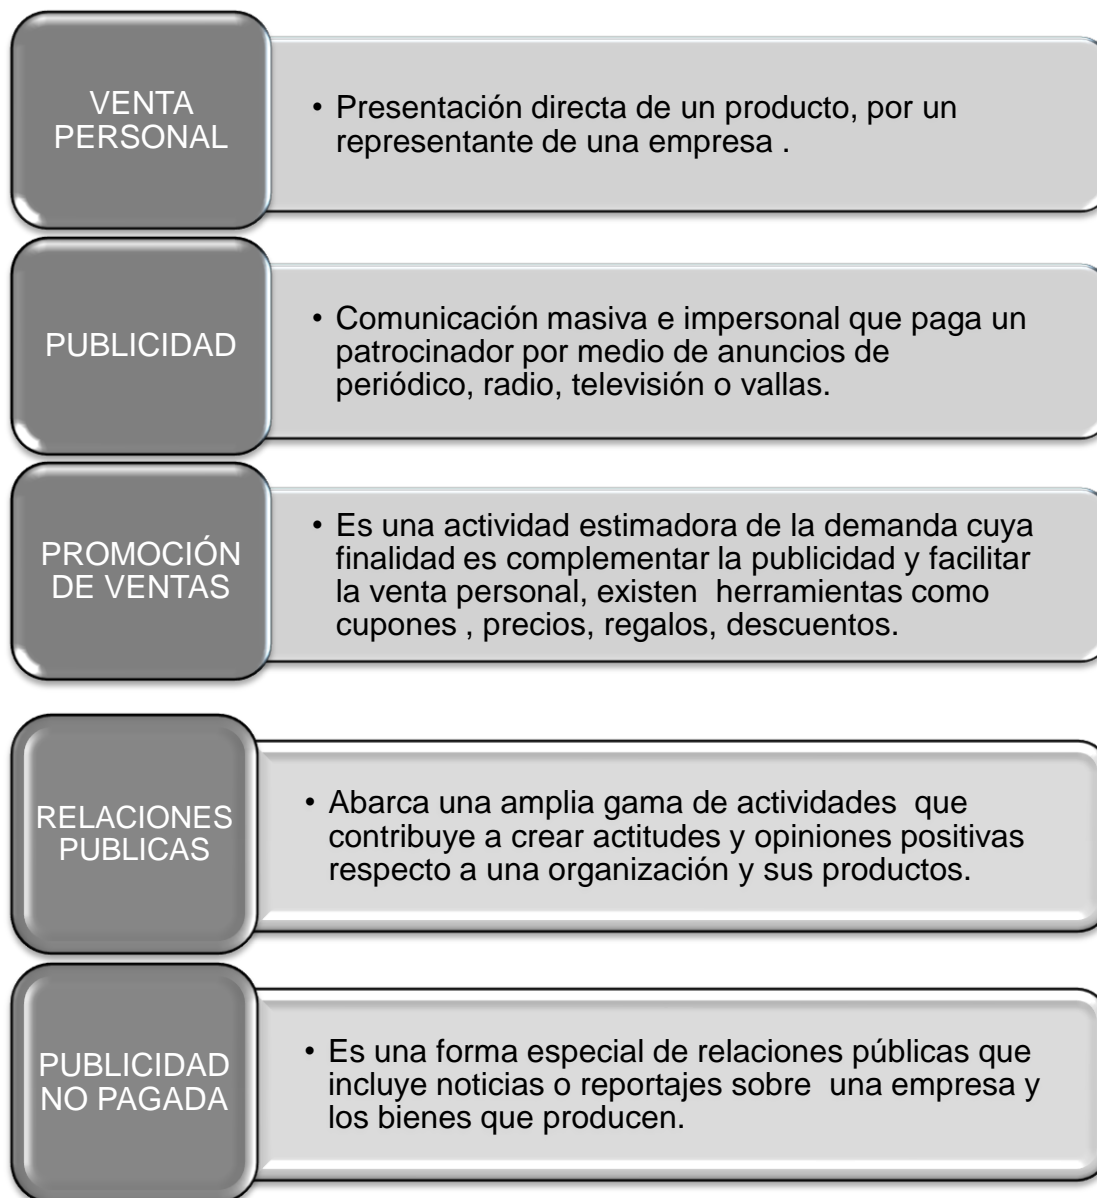 VENTA
PERSONAL
• Presentación directa de un producto, por un
representante de una empresa .
PUBLICIDAD
• Comunicación masiva e impersonal que paga un
patrocinador por medio de anuncios de
periódico, radio, televisión o vallas.
PROMOCIÓN
DE VENTAS
• Es una actividad estimadora de la demanda cuya
finalidad es complementar la publicidad y facilitar
la venta personal, existen herramientas como
cupones , precios, regalos, descuentos.
RELACIONES
PUBLICAS
• Abarca una amplia gama de actividades que
contribuye a crear actitudes y opiniones positivas
respecto a una organización y sus productos.
PUBLICIDAD
NO PAGADA
• Es una forma especial de relaciones públicas que
incluye noticias o reportajes sobre una empresa y
los bienes que producen.